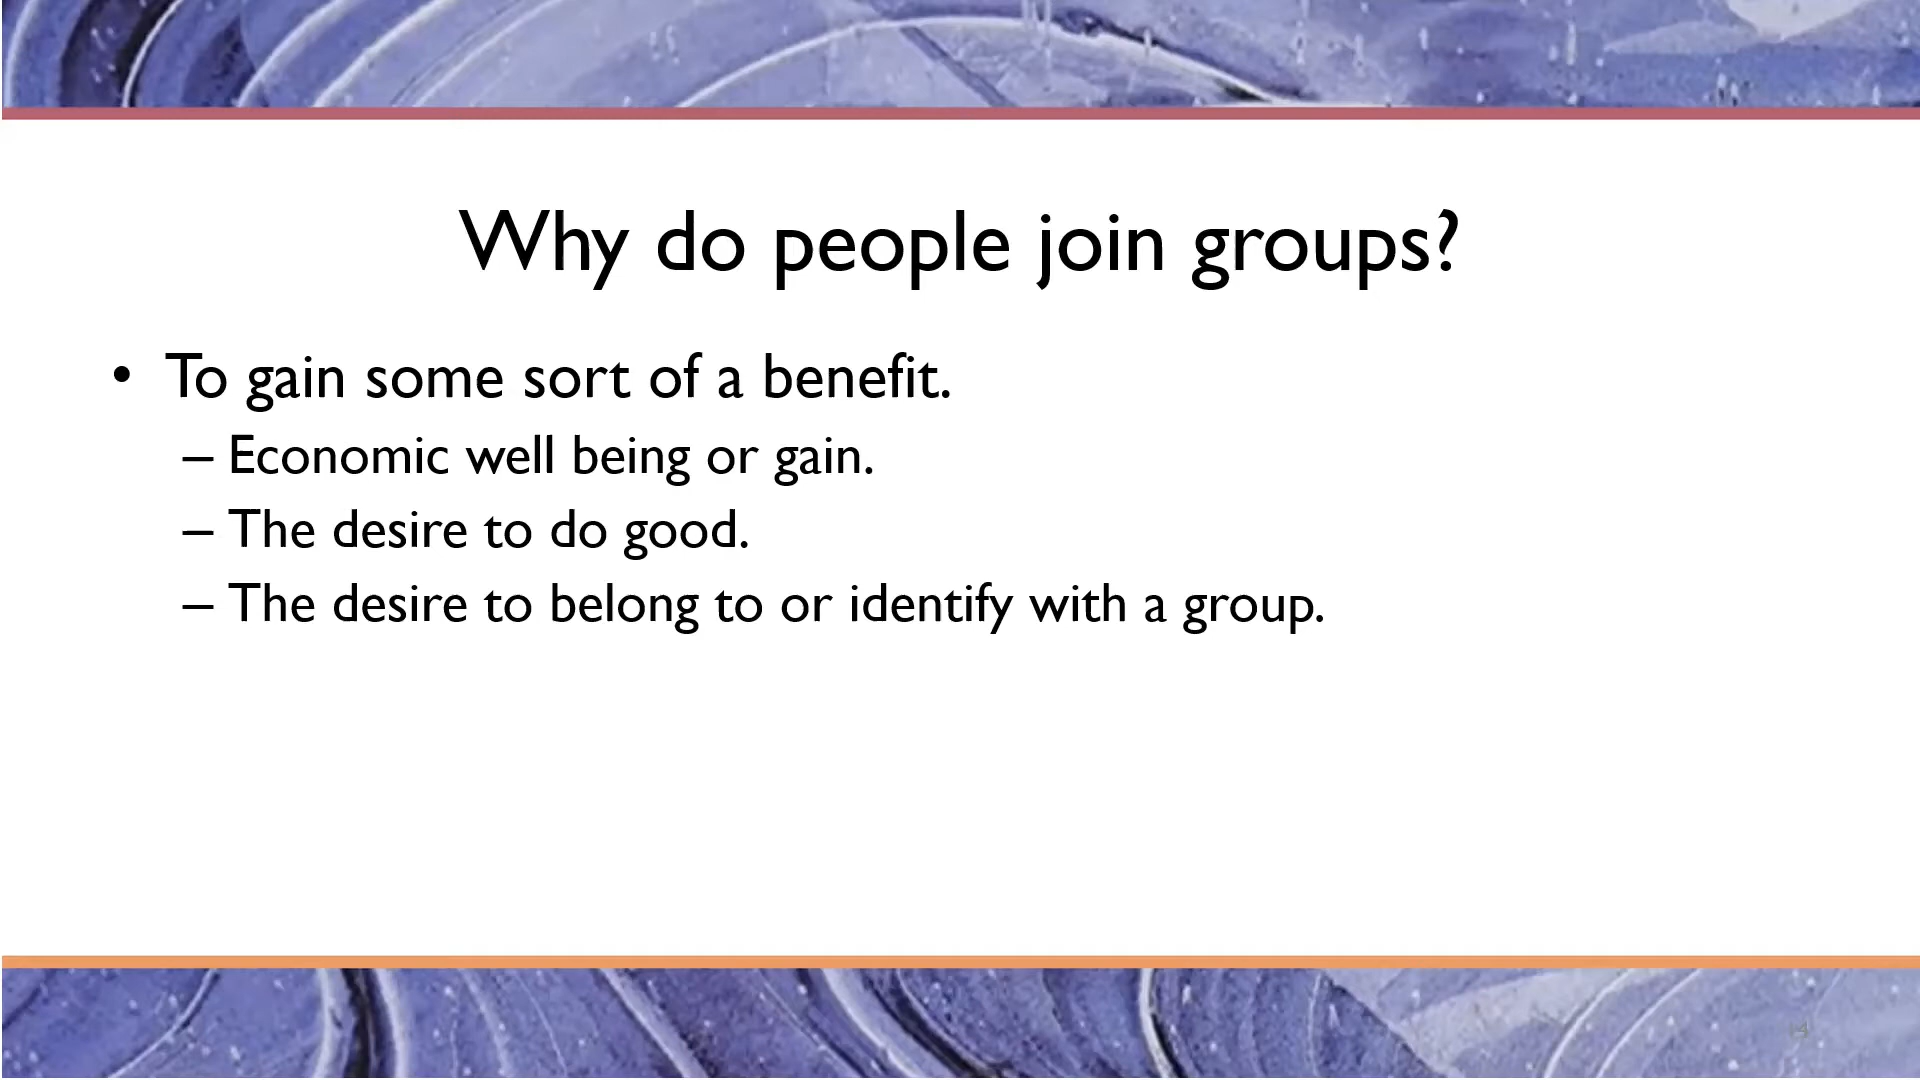 Why do people join groups?
• To gain some sort of a benefit.
– Economic well being or gain.
– The desire to do good.
– The desire to belong to or identify with a group.